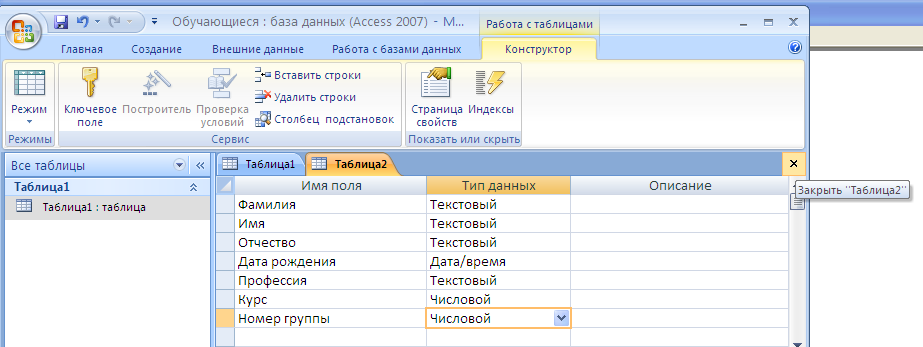 Обучающиеся : база данных (Access 2007) - M...
Работа с таблицами
Главная Создание Внешние данные Работа с базами данных Конструктор
Режим
Ключевое поле
Построитель
Проверка условий
Вставить строки
Удалить строки
Столбец подстановок
Страница свойств
Индексы
Режимы Сервис Показать или скрыть
Все таблицы
Таблица1
Таблица1 : таблица
Таблица1 Таблица2
Закрыть "Таблица2"
Имя поля Тип данных Описание
Фамилия Текстовый
Имя Текстовый
Отчество Текстовый
Дата рождения Дата/время
Профессия Текстовый
Курс Числовой
Номер группы Числовой